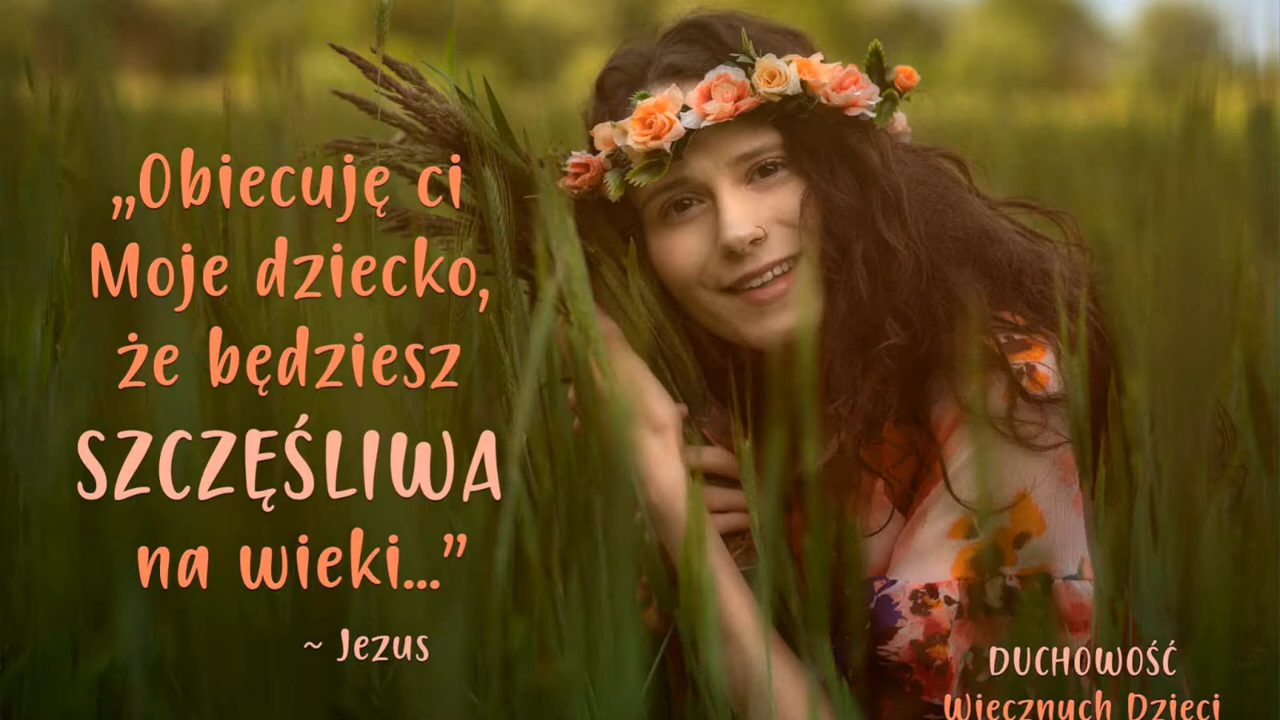 „Obiecuję ci
Moje dziecko,
że będziesz
SZCZĘŚLIWA
na wieki...”
~ Jezus
DUCHOWOŚĆ
Wiecznych Dzieci